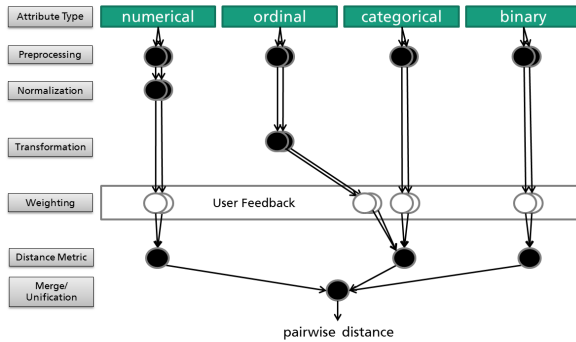 Attribute Type
numerical
ordinal
categorical
binary
Preprocessing
Normalization
Transformation
Weighting
User Feedback
Distance Metric
Merge/
Unification
pairwise distance